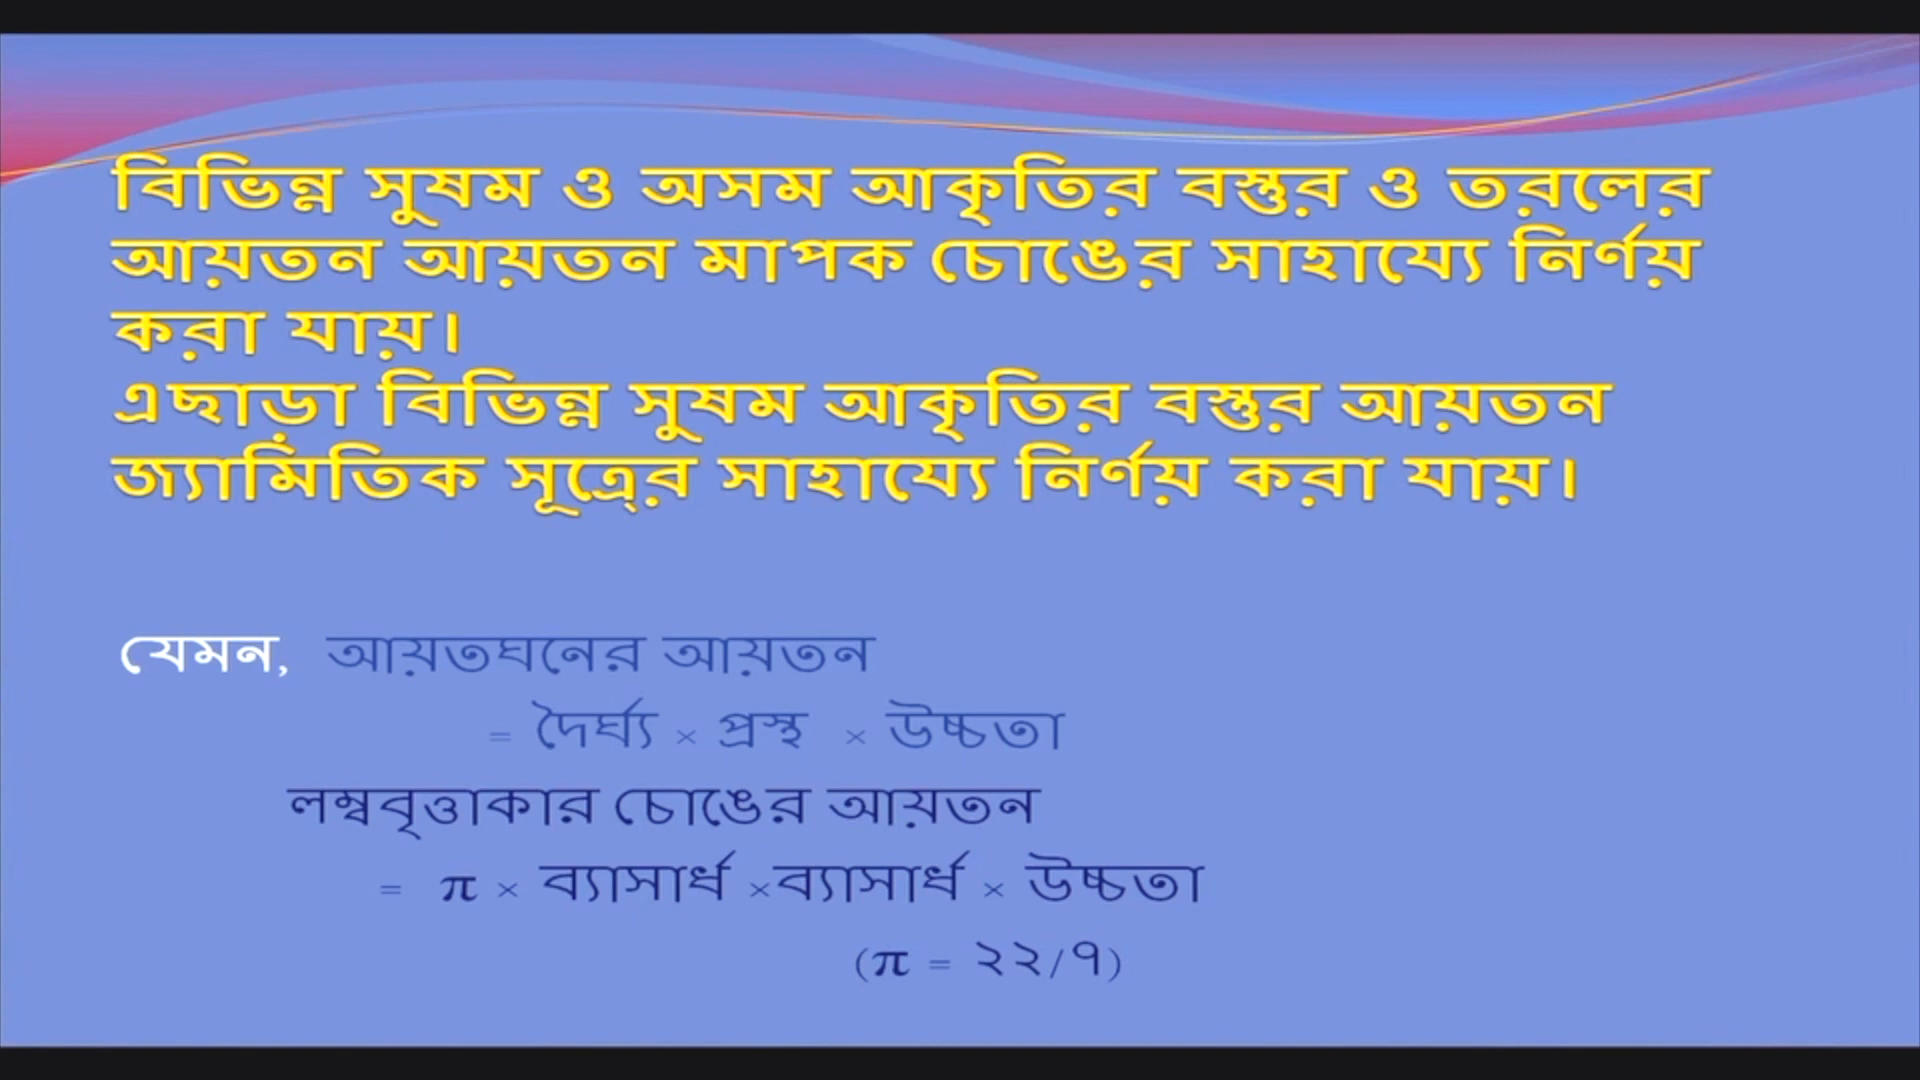 বিভিন্ন সুষম ও অসম আকৃতির বস্তুর ও তরলের
আয়তন আয়তন মাপক চোঙের সাহায্যে নির্ণয়
করা যায়।
এছাড়া বিভিন্ন সুষম আকৃতির বস্তুর আয়তন
জ্যামিতিক সূত্রের সাহায্যে নির্ণয় করা যায়।
যেমন, আয়তঘনের আয়তন
= দৈর্ঘ্য × প্রস্থ × উচ্চতা
লম্ববৃত্তাকার চোঙের আয়তন
= π × ব্যাসার্ধ ×ব্যাসার্ধ × উচ্চতা
(π = ২২/৭)